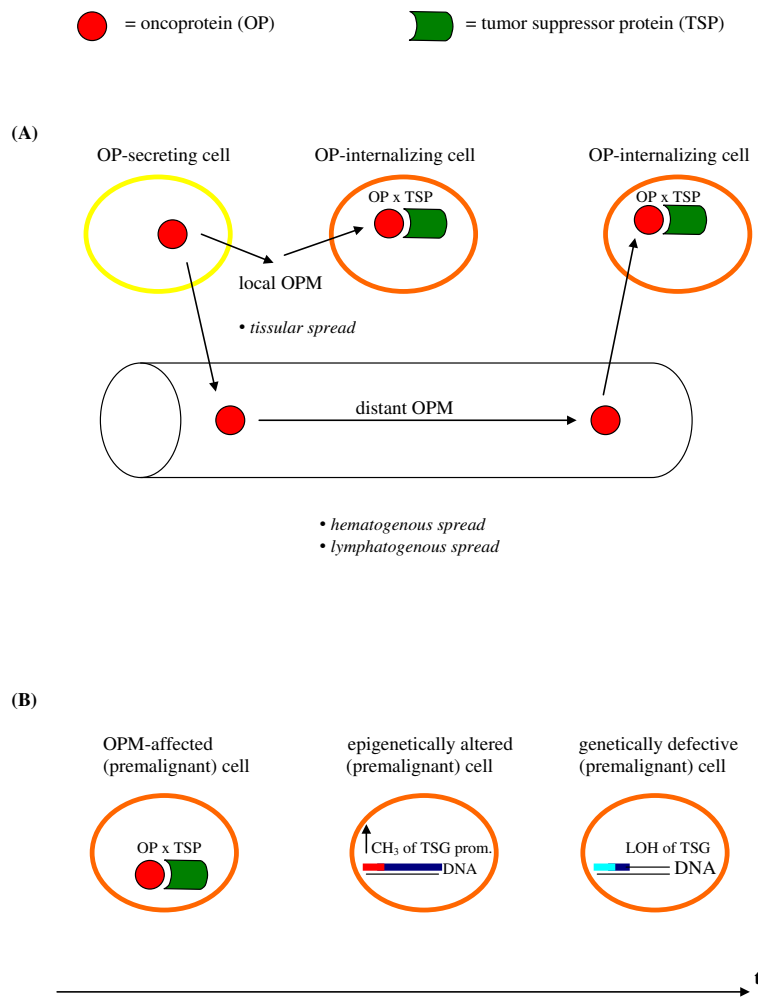 = oncoprotein (OP)
= tumor suppressor protein (TSP)
(A)
OP-secreting cell
OP-internalizing cell
OP-internalizing cell
OP x TSP
OP x TSP
local OPM
• tissular spread
distant OPM
• hematogenous spread
• lymphatogenous spread
(B)
OPM-affected
(premalignant) cell
epigenetically altered
(premalignant) cell
genetically defective
(premalignant) cell
OP x TSP
CH₃ of TSG prom.
DNA
LOH of TSG
DNA
t